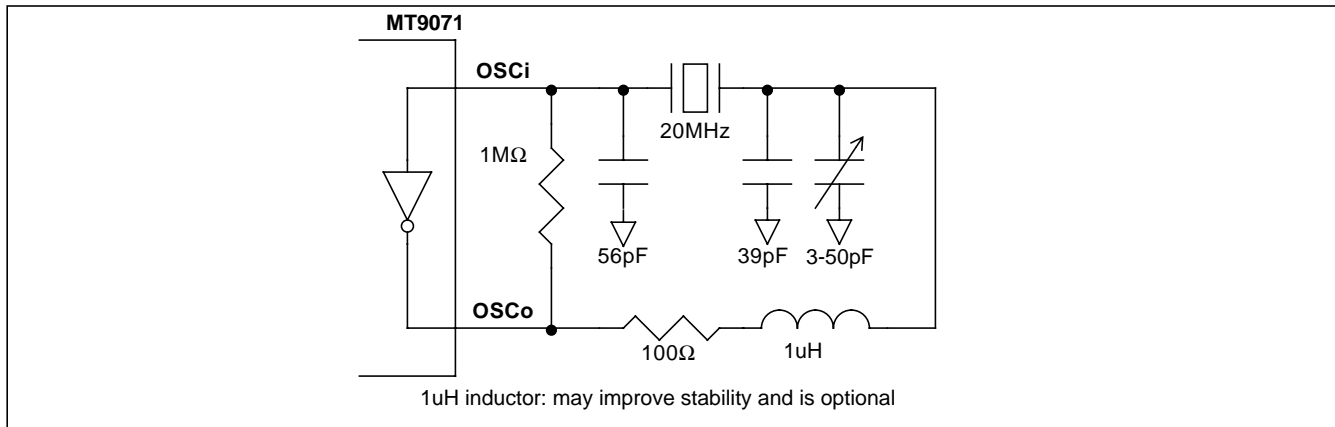 MT9071
OSCi
20MHz
1MΩ
56pF
39pF
3-50pF
OSCo
100Ω
1uH
1uH inductor: may improve stability and is optional